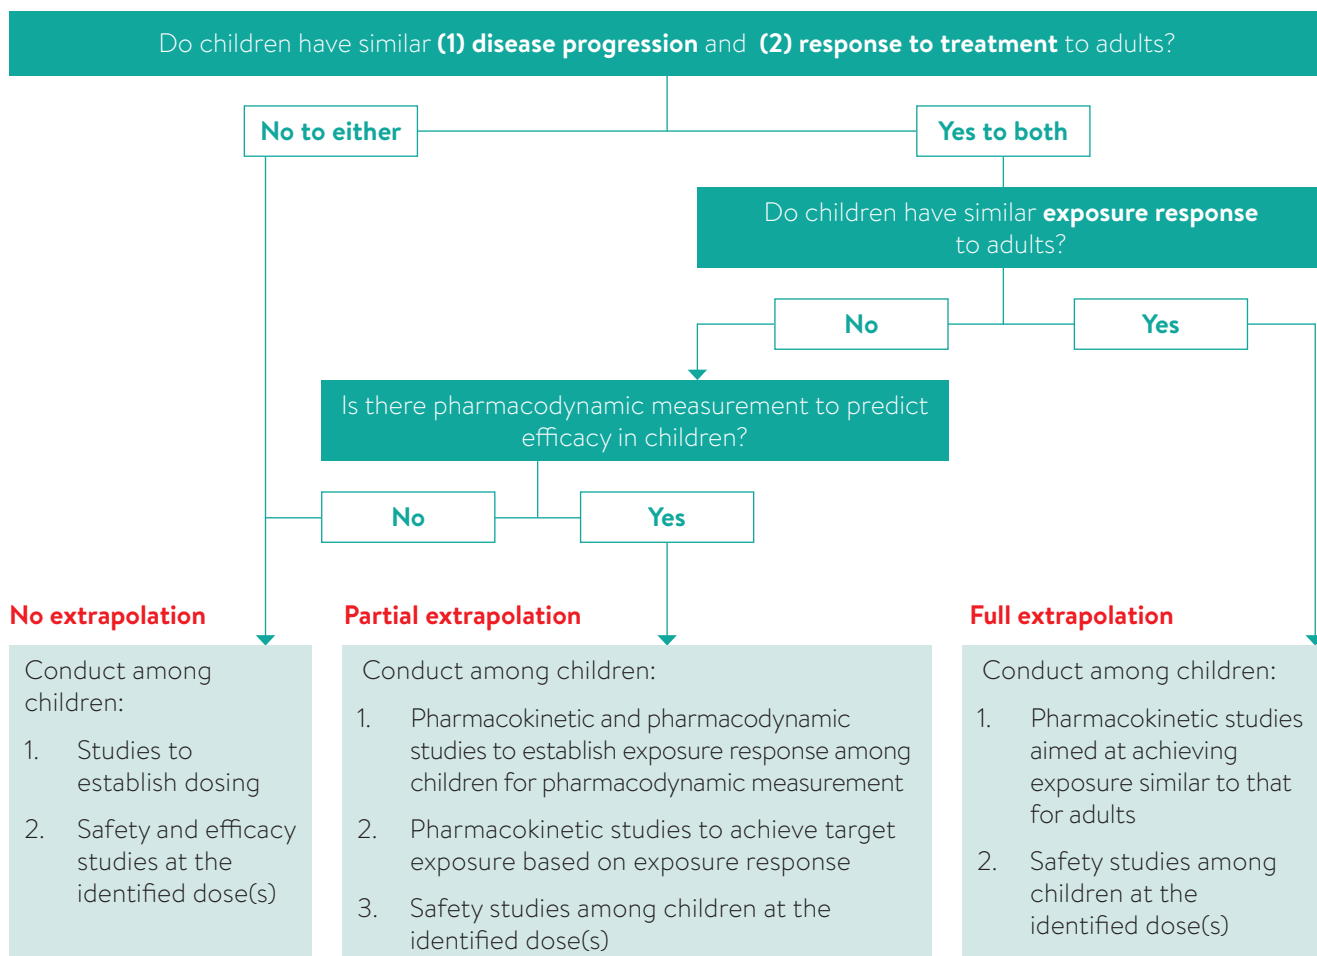 Do children have similar (1) disease progression and (2) response to treatment to adults?
No to either
Yes to both
Do children have similar exposure response
to adults?
No
Yes
Is there pharmacodynamic measurement to predict
efficacy in children?
No
Yes
No extrapolation
Conduct among
children:
1. Studies to
establish dosing
2. Safety and efficacy
studies at the
identified dose(s)
Partial extrapolation
Conduct among children:
1. Pharmacokinetic and pharmacodynamic
studies to establish exposure response among
children for pharmacodynamic measurement
2. Pharmacokinetic studies to achieve target
exposure based on exposure response
3. Safety studies among children at the
identified dose(s)
Full extrapolation
Conduct among children:
1. Pharmacokinetic studies
aimed at achieving
exposure similar to that
for adults
2. Safety studies among
children at the
identified dose(s)